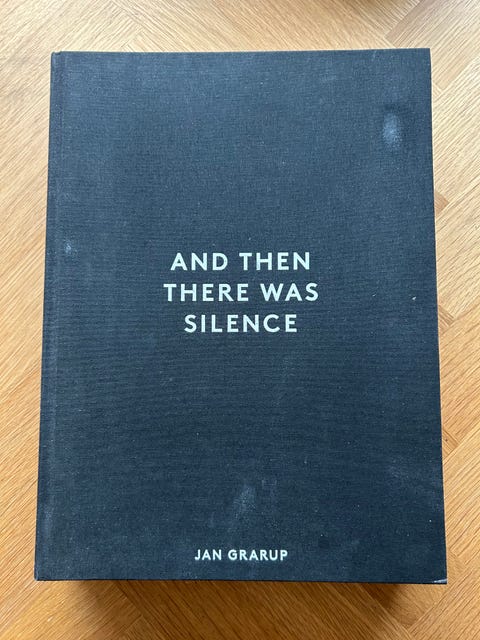 AND THEN
THERE WAS
SILENCE
JAN GRARUP